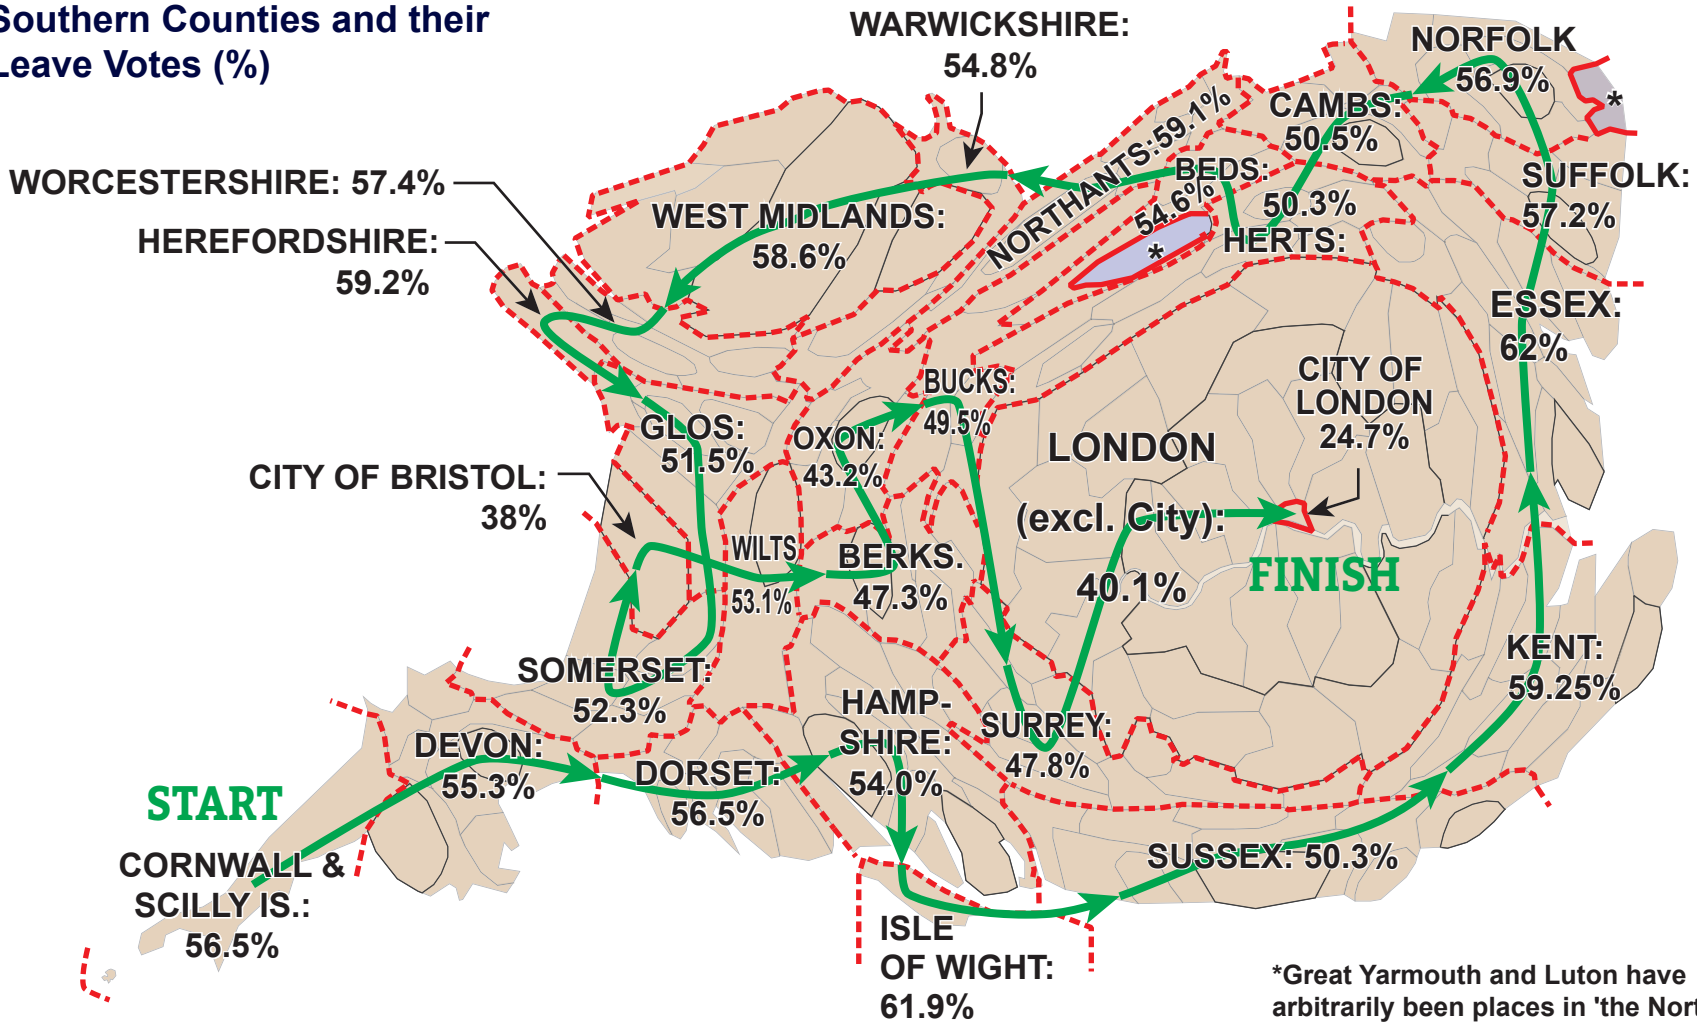 Southern Counties and their
Leave Votes (%)
WARWICKSHIRE:
54.8%
NORFOLK
56.9%
*
CAMBS:
50.5%
NORTHANTS:59.1%
BEDS:
54.6%
*
50.3%
HERTS:
SUFFOLK:
57.2%
WORCESTERSHIRE: 57.4%
HEREFORDSHIRE:
59.2%
WEST MIDLANDS:
58.6%
ESSEX:
62%
CITY OF
LONDON
24.7%
BUCKS:
49.5%
GLOS:
51.5%
OXON:
43.2%
LONDON
(excl. City):
40.1%
CITY OF BRISTOL:
38%
WILTS
53.1%
BERKS.
47.3%
FINISH
KENT:
59.25%
SOMERSET:
52.3%
HAMP-
SHIRE:
54.0%
SURREY:
47.8%
DEVON:
55.3%
DORSET:
56.5%
START
CORNWALL &
SCILLY IS.:
56.5%
SUSSEX: 50.3%
ISLE
OF WIGHT:
61.9%
*Great Yarmouth and Luton have
arbitrarily been places in 'the Nort